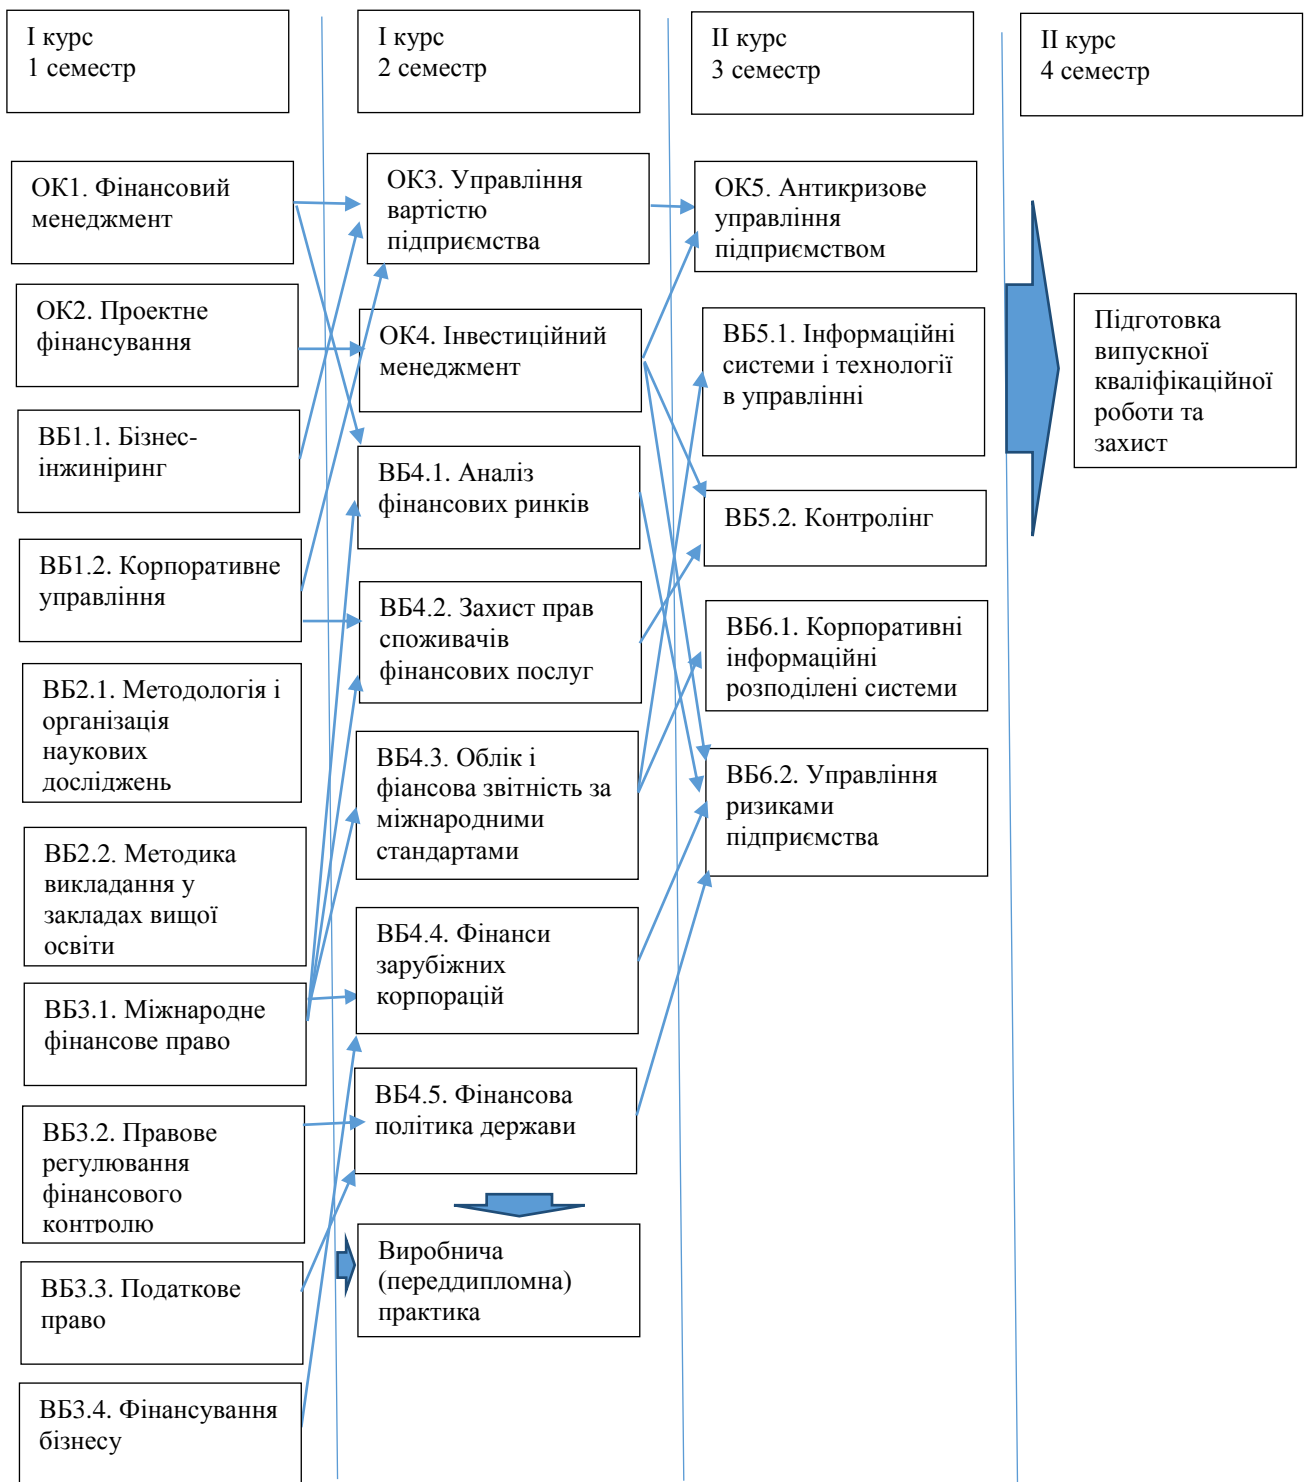 І курс
1 семестр
І курс
2 семестр
ІІ курс
3 семестр
ІІ курс
4 семестр
ОК1. Фінансовий
менеджмент
ОК2. Проектне
фінансування
ВБ1.1. Бізнес-
інжиніринг
ВБ1.2. Корпоративне
управління
ВБ2.1. Методологія і
організація
наукових
досліджень
ВБ2.2. Методика
викладання у
закладах вищої
освіти
ВБ3.1. Міжнародне
фінансове право
ВБ3.2. Правове
регулювання
фінансового
контролю
ВБ3.3. Податкове
право
ВБ3.4. Фінансування
бізнесу
ОК3. Управління
вартістю
підприємства
ОК4. Інвестиційний
менеджмент
ВБ4.1. Аналіз
фінансових ринків
ВБ4.2. Захист прав
споживачів
фінансових послуг
ВБ4.3. Облік і
фіансова звітність за
міжнародними
стандартами
ВБ4.4. Фінанси
зарубіжних
корпорацій
ВБ4.5. Фінансова
політика держави
Виробнича
(переддипломна)
практика
ОК5. Антикризове
управління
підприємством
ВБ5.1. Інформаційні
системи і технології
в управлінні
ВБ5.2. Контролінг
ВБ6.1. Корпоративні
інформаційні
розподілені системи
ВБ6.2. Управління
ризиками
підприємства
Підготовка
випускної
кваліфікаційної
роботи та
захист